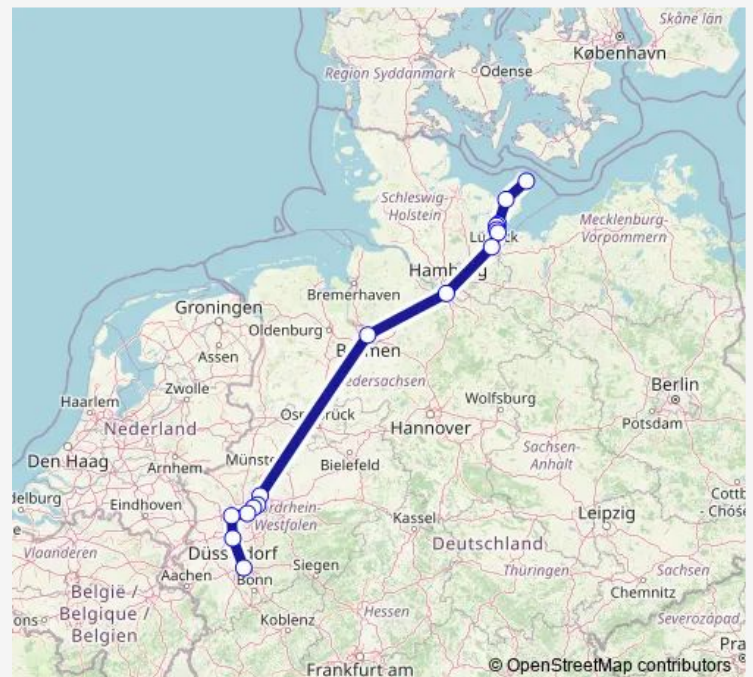 Skåne län
København
Odense
Region Syddanmark
Schleswig-
Holstein
Mecklenburg-
Vorpommern
Bremerhaven
Groningen
Oldenburg
Assen
Berlin
Zwolle
Wolfsburg
Haarlem
Hannover
Potsdam
Nederland
Sachsen-
Anhalt
Den Haag
Arnhem
Bielefeld
Eindhoven
Westfalen
Leipzig
Kassel
Vlaanderen
Deutschland
Siegen
Thüringen
Sachsen
Aachen
Bonn
België /
Belgique /
Belgien
Chemnitz
Koblenz
Hessen
Frankfurt am
© OpenStreetMap contributors